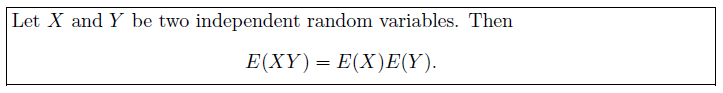 Let X and Y be two independent random variables. Then
E(XY) = E(X)E(Y).